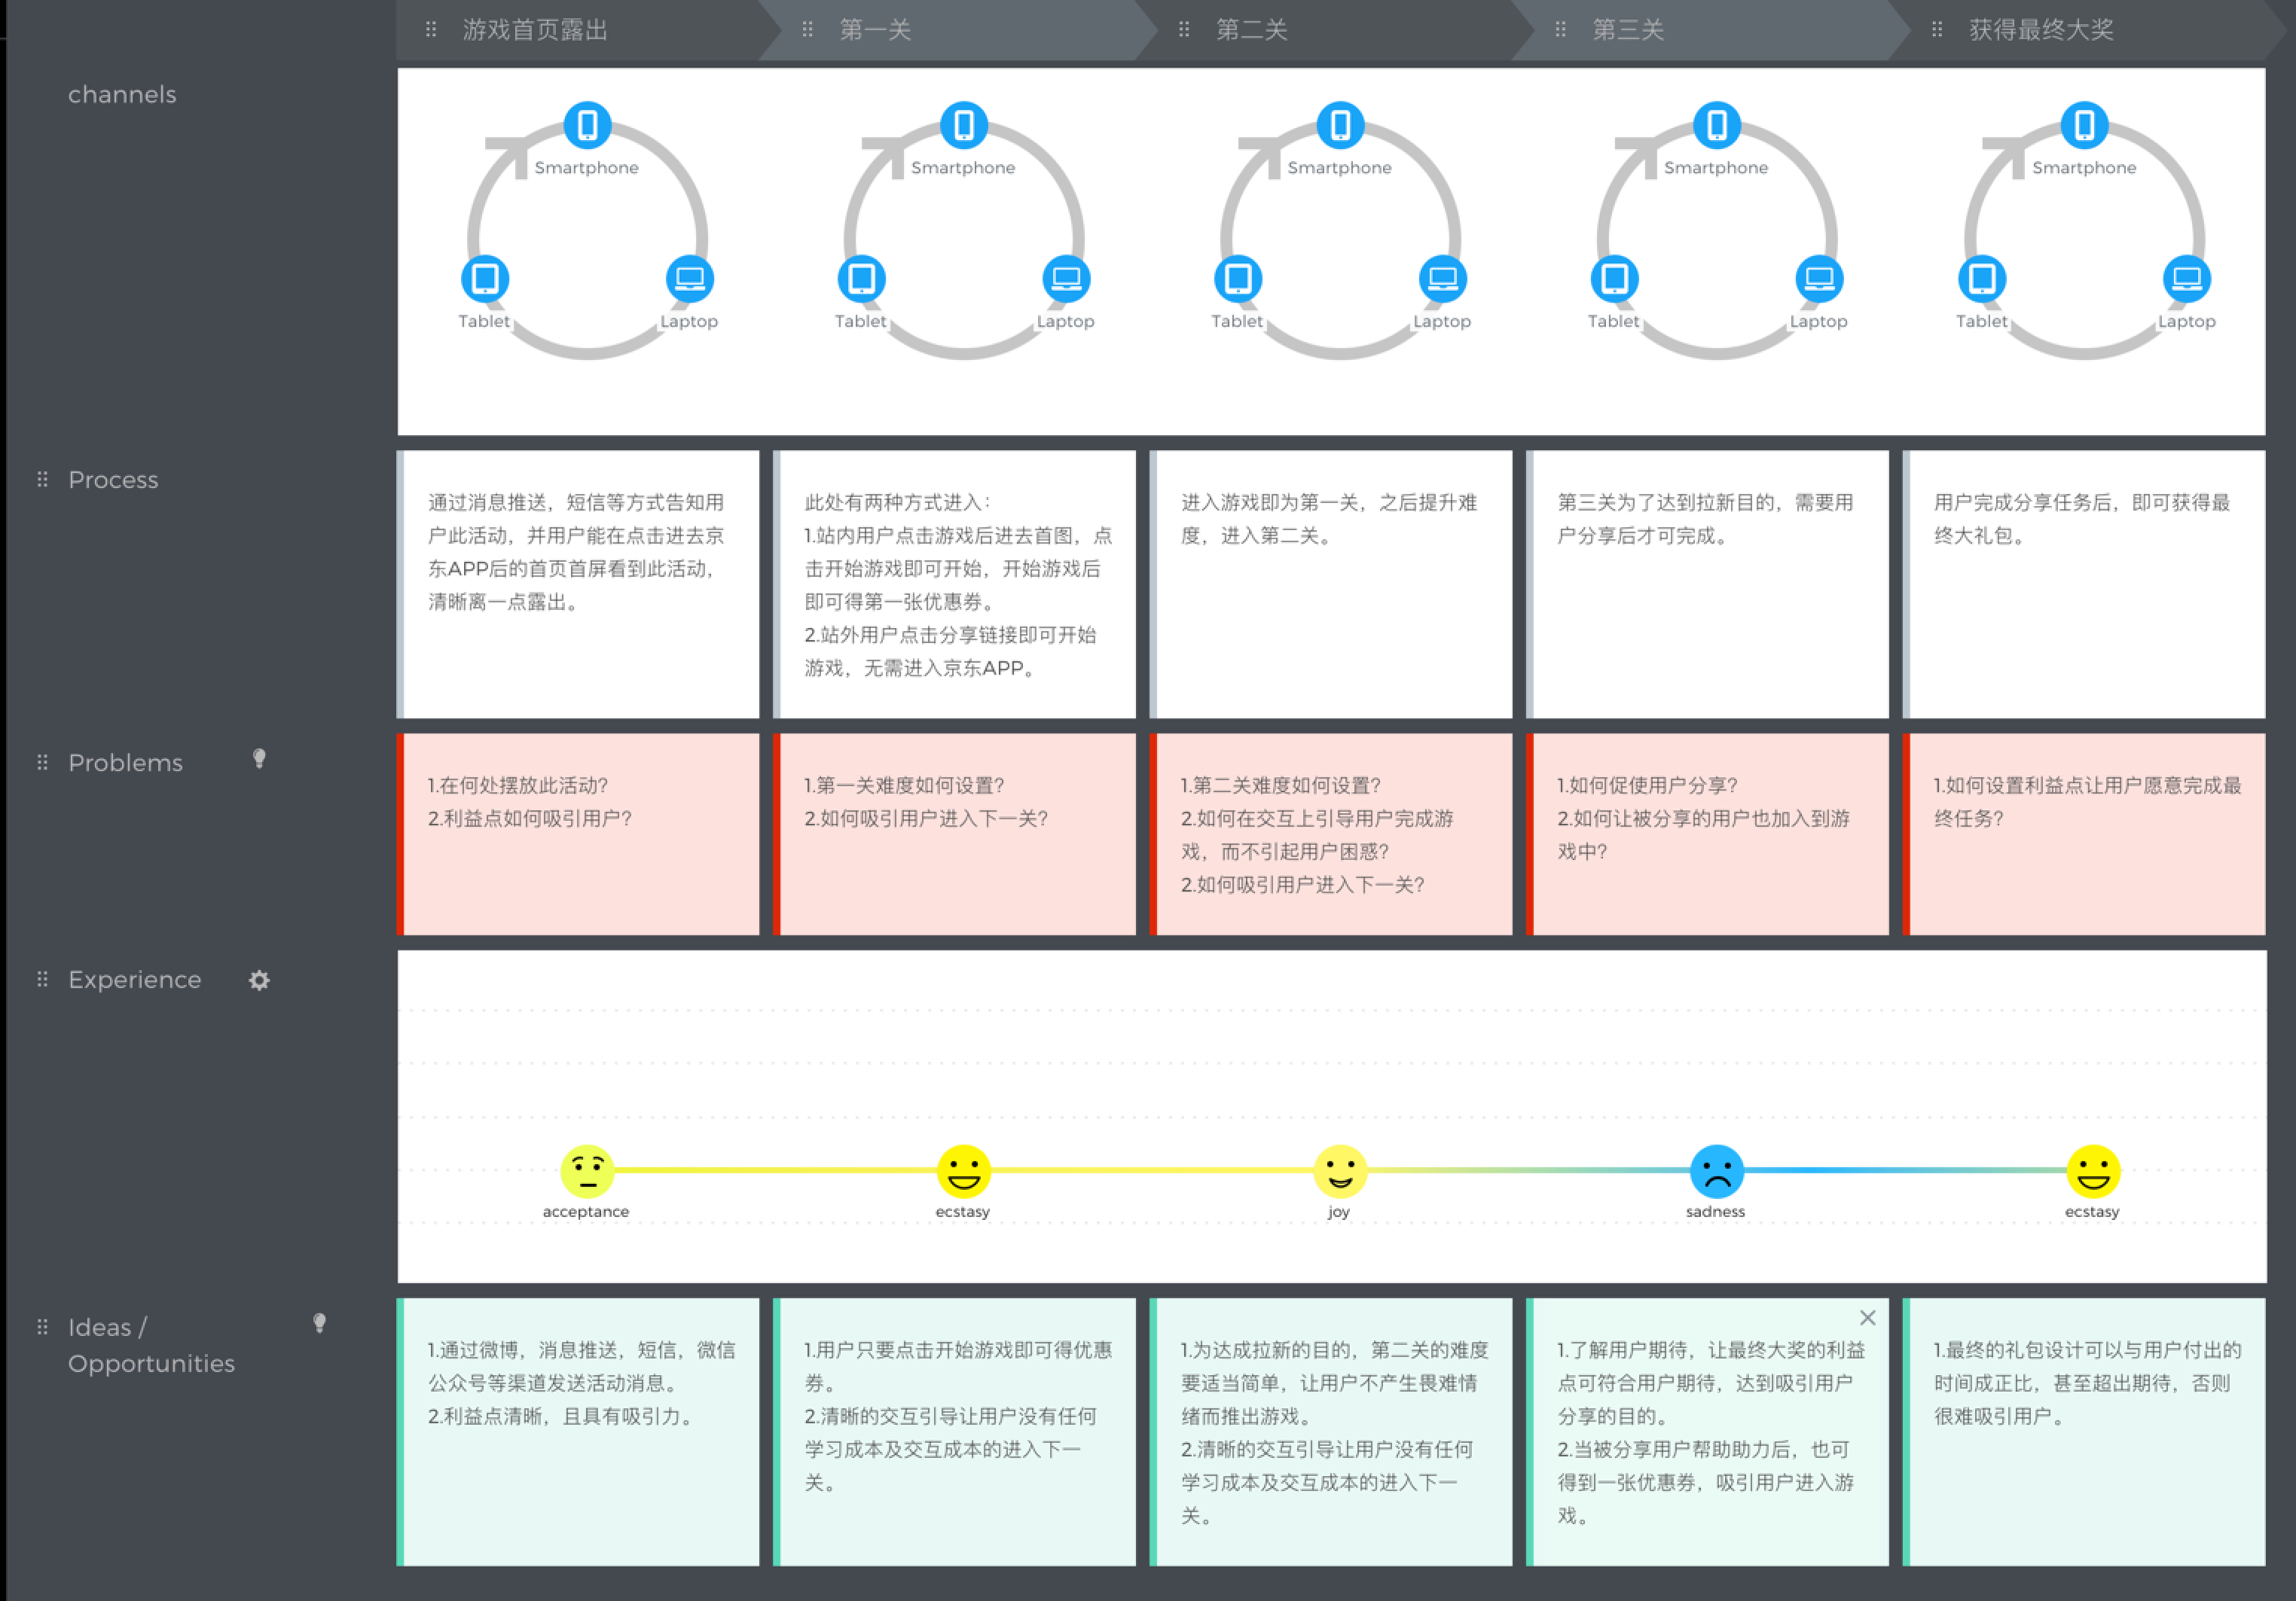 游戏首页露出
第一关
第二关
第三关
获得最终大奖
channels
Smartphone
Tablet
Laptop
Smartphone
Tablet
Laptop
Smartphone
Tablet
Laptop
Smartphone
Tablet
Laptop
Smartphone
Tablet
Laptop
Process
通过消息推送，短信等方式告知用
户此活动，并用户能在点击进去京
东APP后的首页首屏看到此活动，
清晰离一点露出。
此处有两种方式进入：
1.站内用户点击游戏后进去首图，点
击开始游戏即可开始，开始游戏后
即可得第一张优惠券。
2.站外用户点击分享链接即可开始
游戏，无需进入京东APP。
进入游戏即为第一关，之后提升难
度，进入第二关。
第三关为了达到拉新目的，需要用
户分享后才可完成。
用户完成分享任务后，即可获得最
终大礼包。
Problems
1.在何处摆放此活动？
2.利益点如何吸引用户？
1.第一关难度如何设置？
2.如何吸引用户进入下一关？
1.第二关难度如何设置？
2.如何在交互上引导用户完成游
戏，而不引起用户困惑？
2.如何吸引用户进入下一关？
1.如何促使用户分享？
2.如何让被分享的用户也加入到游
戏中？
1.如何设置利益点让用户愿意完成最
终任务？
Experience
acceptance
ecstasy
joy
sadness
ecstasy
Ideas /
Opportunities
1.通过微博，消息推送，短信，微信
公众号等渠道发送活动消息。
2.利益点清晰，且具有吸引力。
1.用户只要点击开始游戏即可得优惠
券。
2.清晰的交互引导让用户没有任何
学习成本及交互成本的进入下一
关。
1.为达成拉新的目的，第二关的难度
要适当简单，让用户不产生畏难情
绪而推出游戏。
2.清晰的交互引导让用户没有任何
学习成本及交互成本的进入下一
关。
1.了解用户期待，让最终大奖的利益
点可符合用户期待，达到吸引用户
分享的目的。
2.当被分享用户帮助助力后，也可
得到一张优惠券，吸引用户进入游
戏。
1.最终的礼包设计可以与用户付出的
时间成正比，甚至超出期待，否则
很难吸引用户。